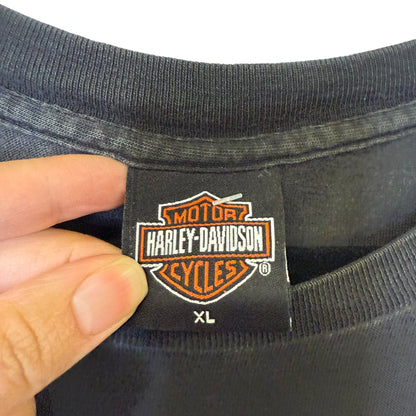 MOTOR
HARLEY-DAVIDSON
CYCLES ®
XL